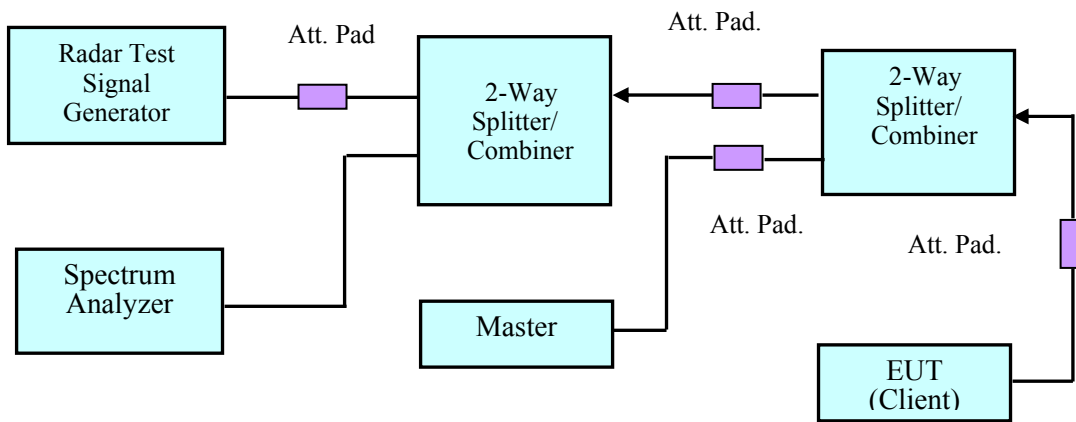 Radar Test
Signal
Generator
Att. Pad
2-Way
Splitter/
Combiner
Att. Pad.
2-Way
Splitter/
Combiner
Att. Pad.
Att. Pad.
Spectrum
Analyzer
Master
EUT
(Client)